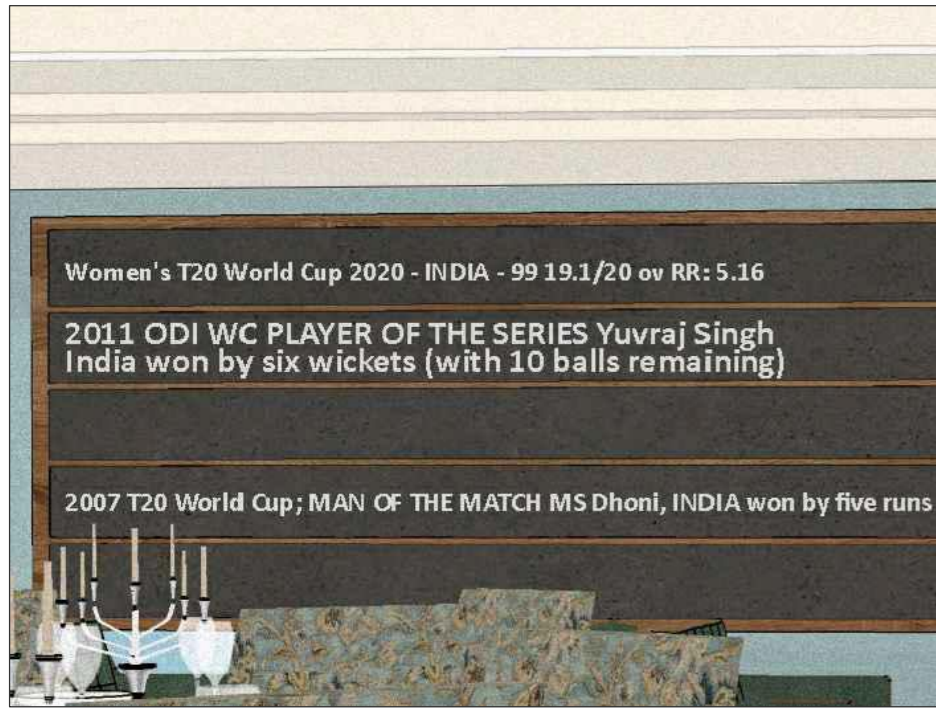 Women's T20 World Cup 2020 - INDIA - 99 19.1/20 ov RR: 5.16
2011 ODI WC PLAYER OF THE SERIES Yuvraj Singh
India won by six wickets (with 10 balls remaining)
2007 T20 World Cup; MAN OF THE MATCH MS Dhoni, INDIA won by five runs